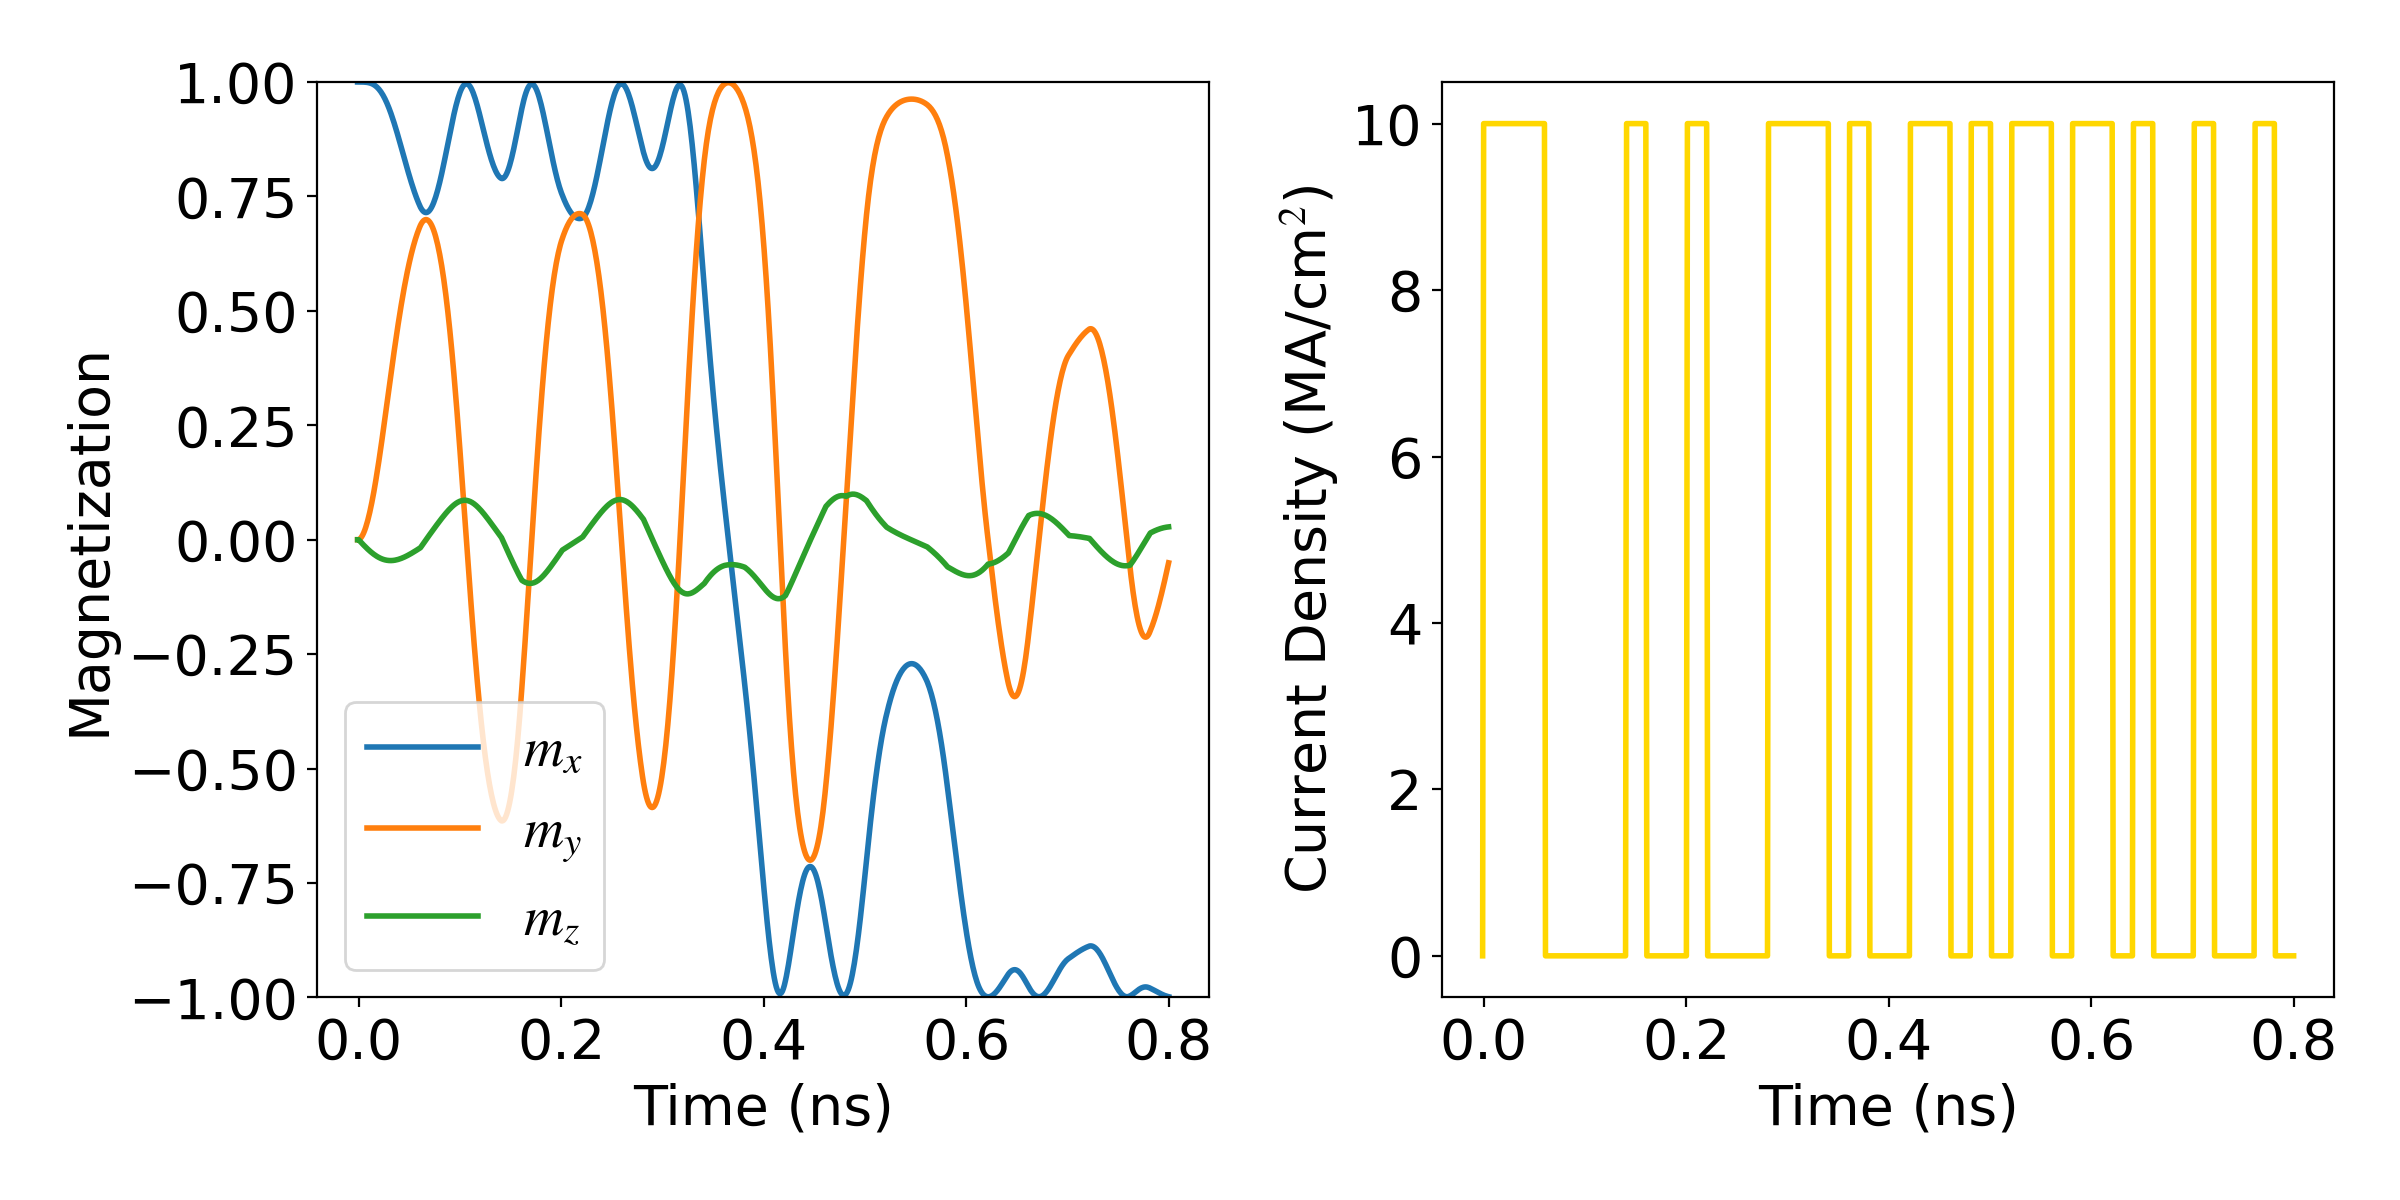 1.00
0.75
0.50
0.25
0.00
−0.25
−0.50
−0.75
−1.00
Magnetization
m_x
m_y
m_z
0.0 0.2 0.4 0.6 0.8
Time (ns)
10
8
6
4
2
0
Current Density (MA/cm²)
0.0 0.2 0.4 0.6 0.8
Time (ns)